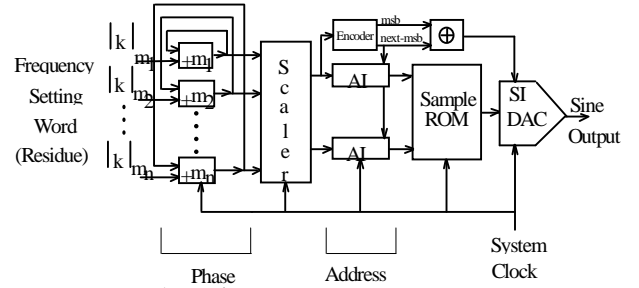 |k|m1
Frequency
Setting
Word
(Residue)
|k|m2
|k|mn
+m1
+m2
+mn
Scaler
Encoder
msb
next-msb
⊕
AI
AI
Sample
ROM
SI
DAC
Sine
Output
System
Clock
Phase
Address